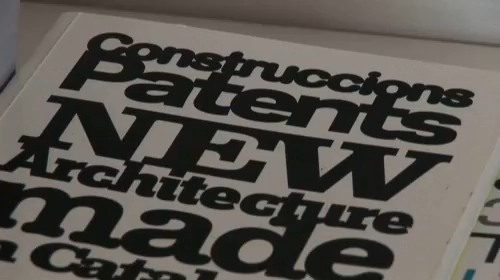 Construccions
Patents
NEW
Architecture
made